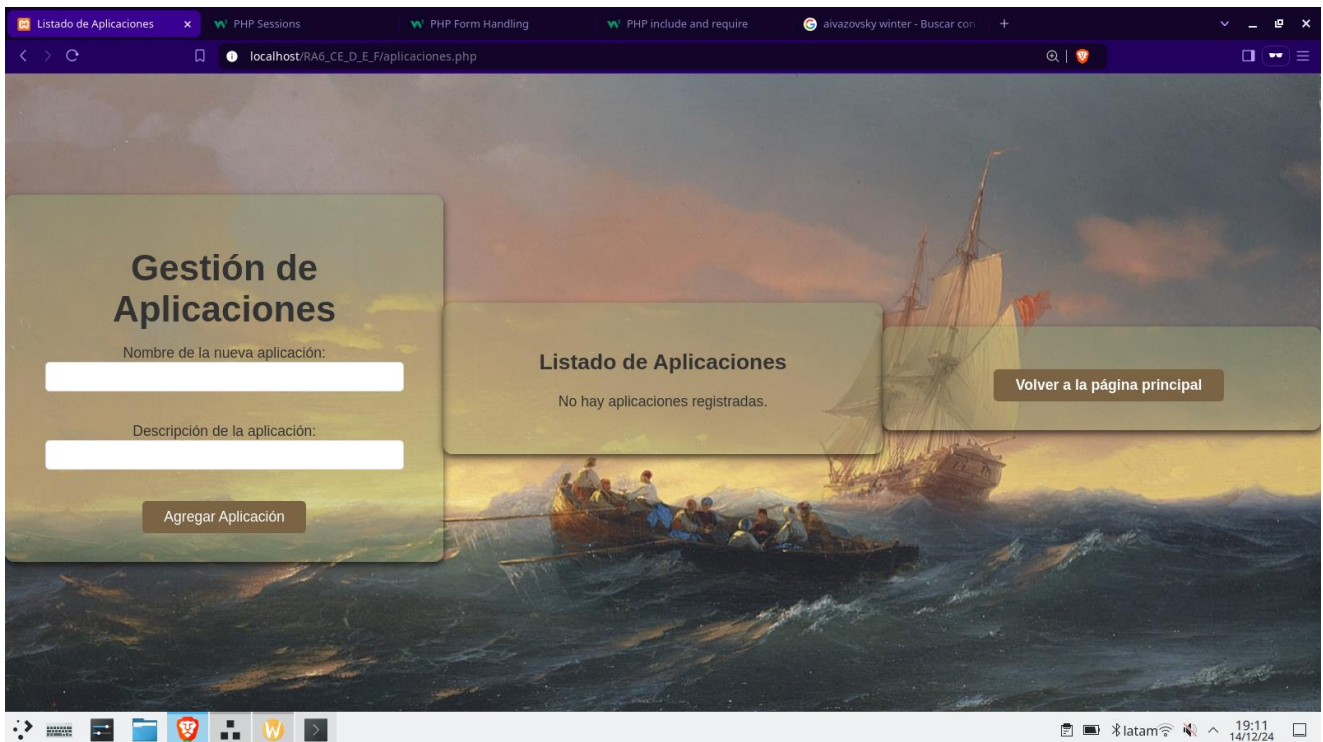 Listado de Aplicaciones
PHP Sessions
PHP Form Handling
PHP include and require
aivazovsky winter - Buscar con
localhost/RA6_CE_D_E_F/aplicaciones.php
Gestión de
Aplicaciones
Nombre de la nueva aplicación:
Descripción de la aplicación:
Agregar Aplicación
Listado de Aplicaciones
No hay aplicaciones registradas.
Volver a la página principal
latam
19:11
14/12/24